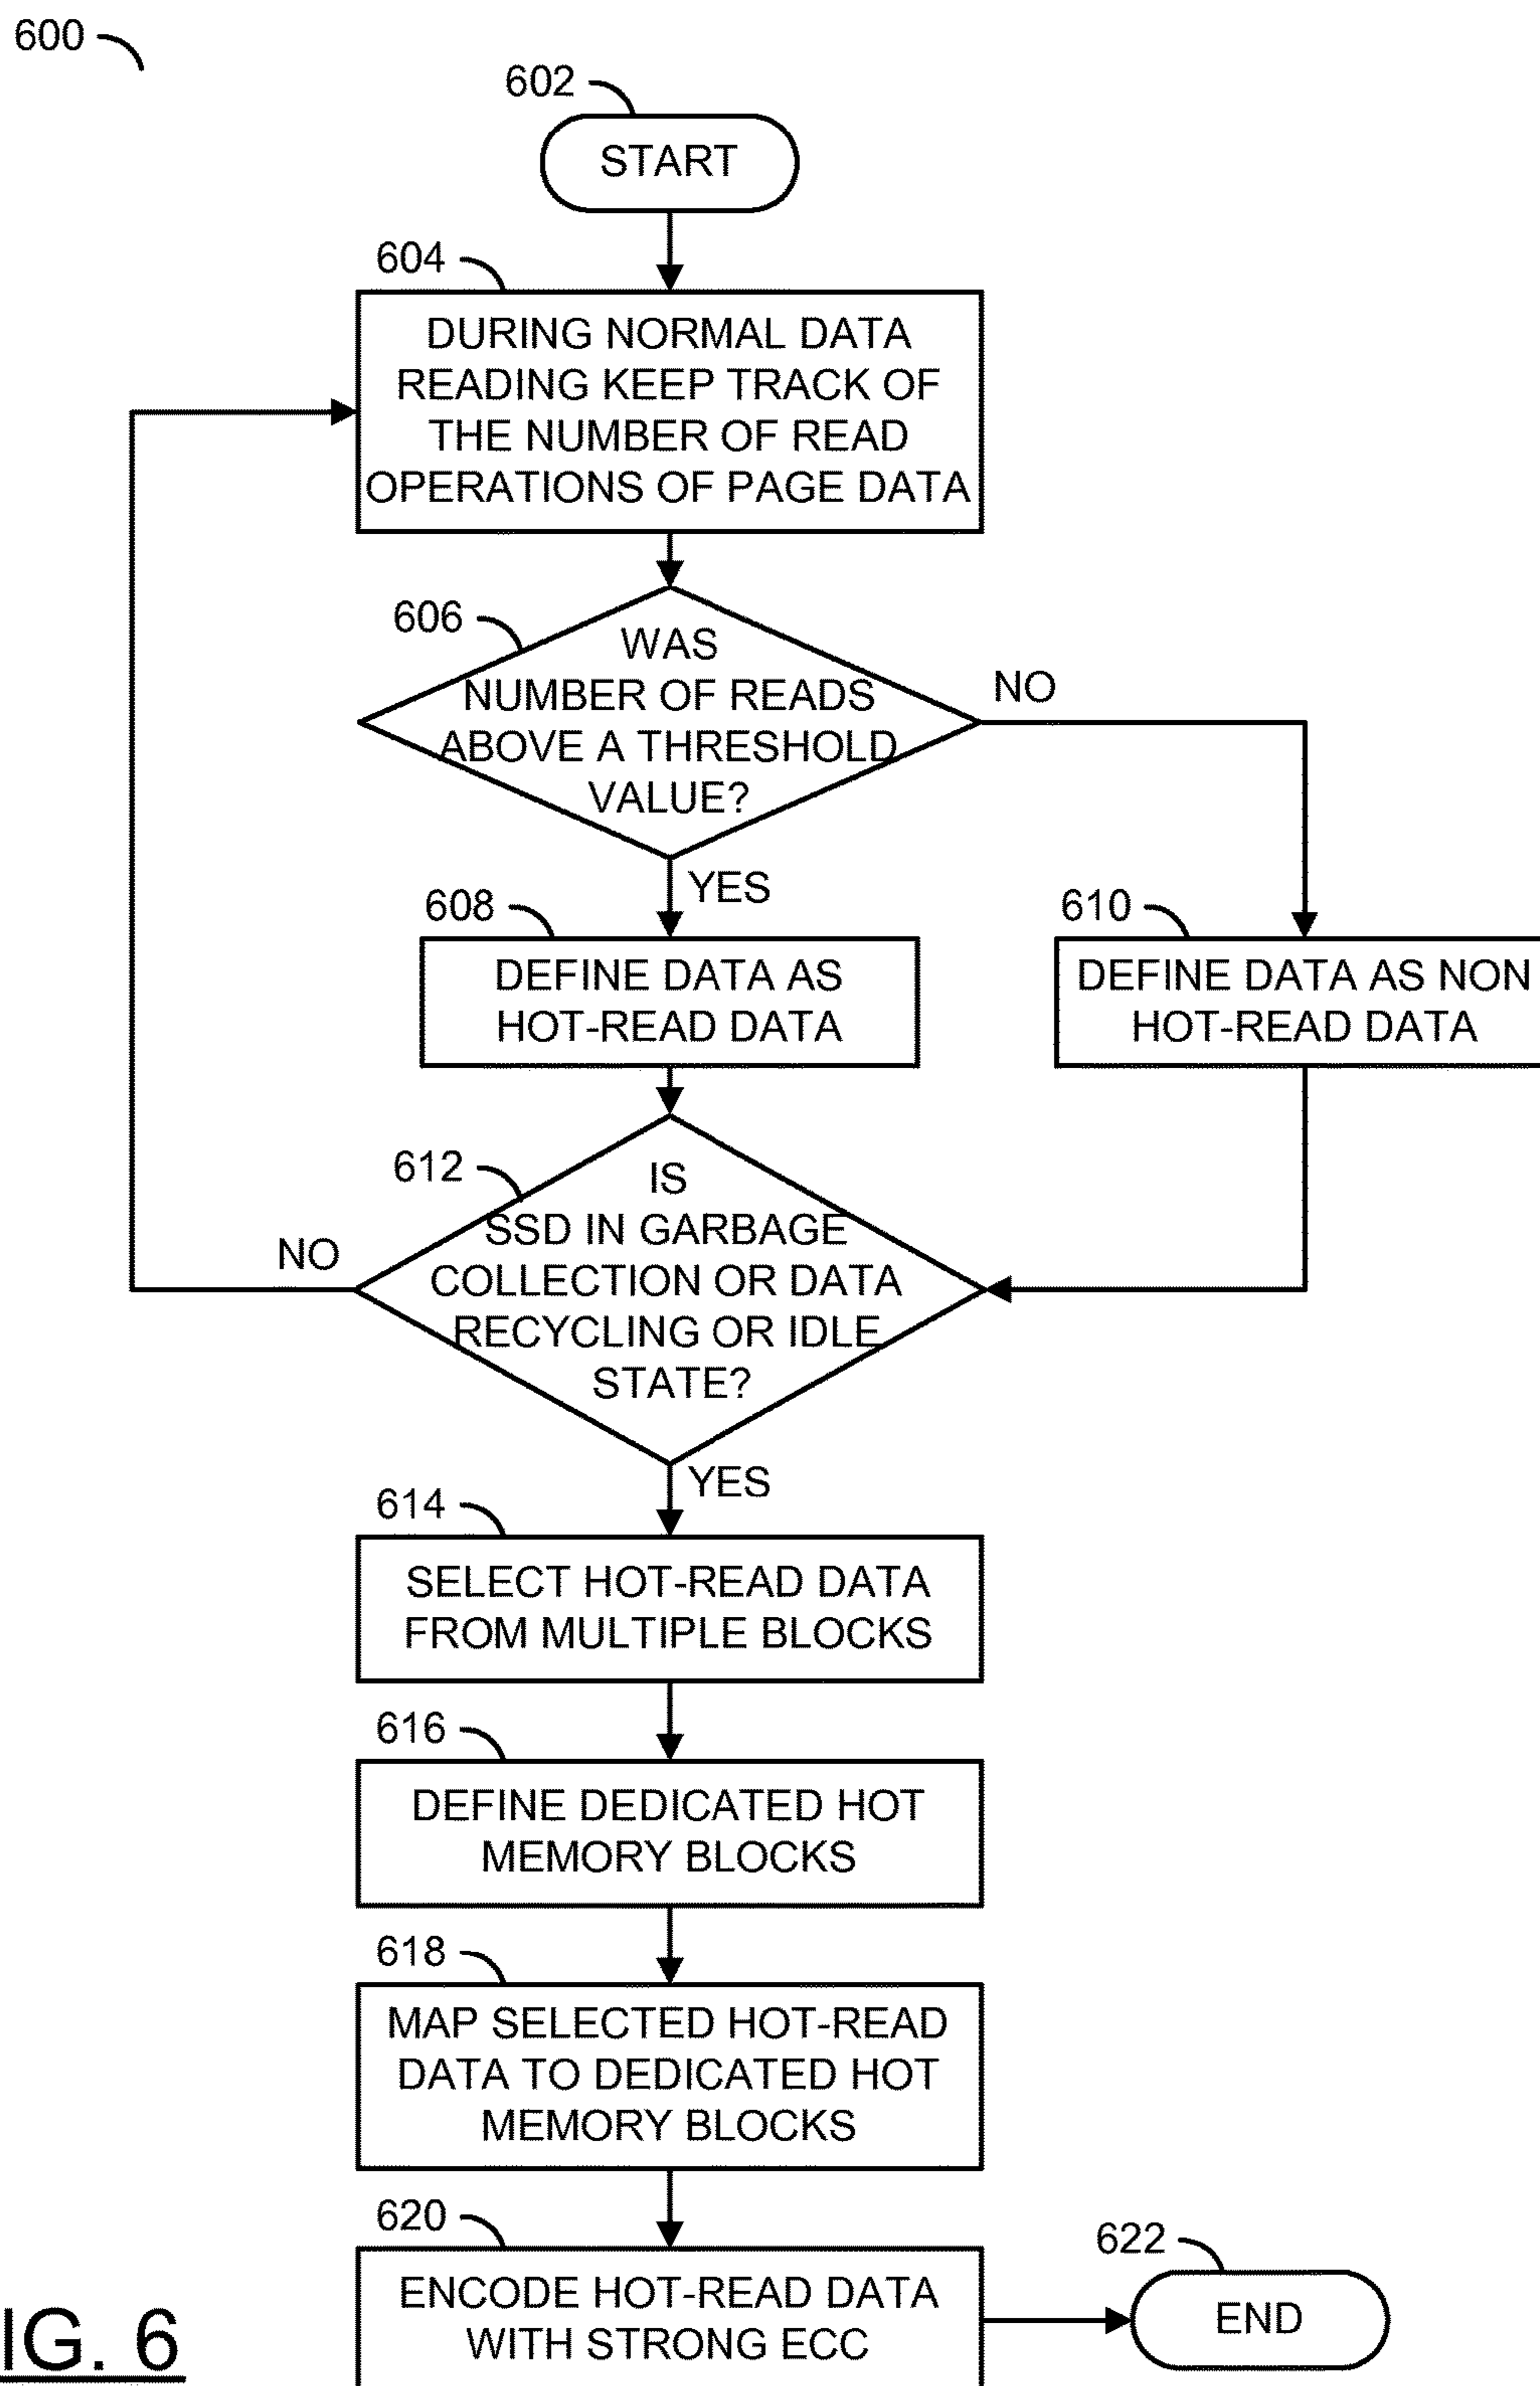 600
602
START
604
DURING NORMAL DATA
READING KEEP TRACK OF
THE NUMBER OF READ
OPERATIONS OF PAGE DATA
606
WAS
NUMBER OF READS
ABOVE A THRESHOLD
VALUE?
NO
YES
608
DEFINE DATA AS
HOT-READ DATA
610
DEFINE DATA AS NON
HOT-READ DATA
612
IS
SSD IN GARBAGE
COLLECTION OR DATA
RECYCLING OR IDLE
STATE?
NO
YES
614
SELECT HOT-READ DATA
FROM MULTIPLE BLOCKS
616
DEFINE DEDICATED HOT
MEMORY BLOCKS
618
MAP SELECTED HOT-READ
DATA TO DEDICATED HOT
MEMORY BLOCKS
620
ENCODE HOT-READ DATA
WITH STRONG ECC
622
END
IG. 6